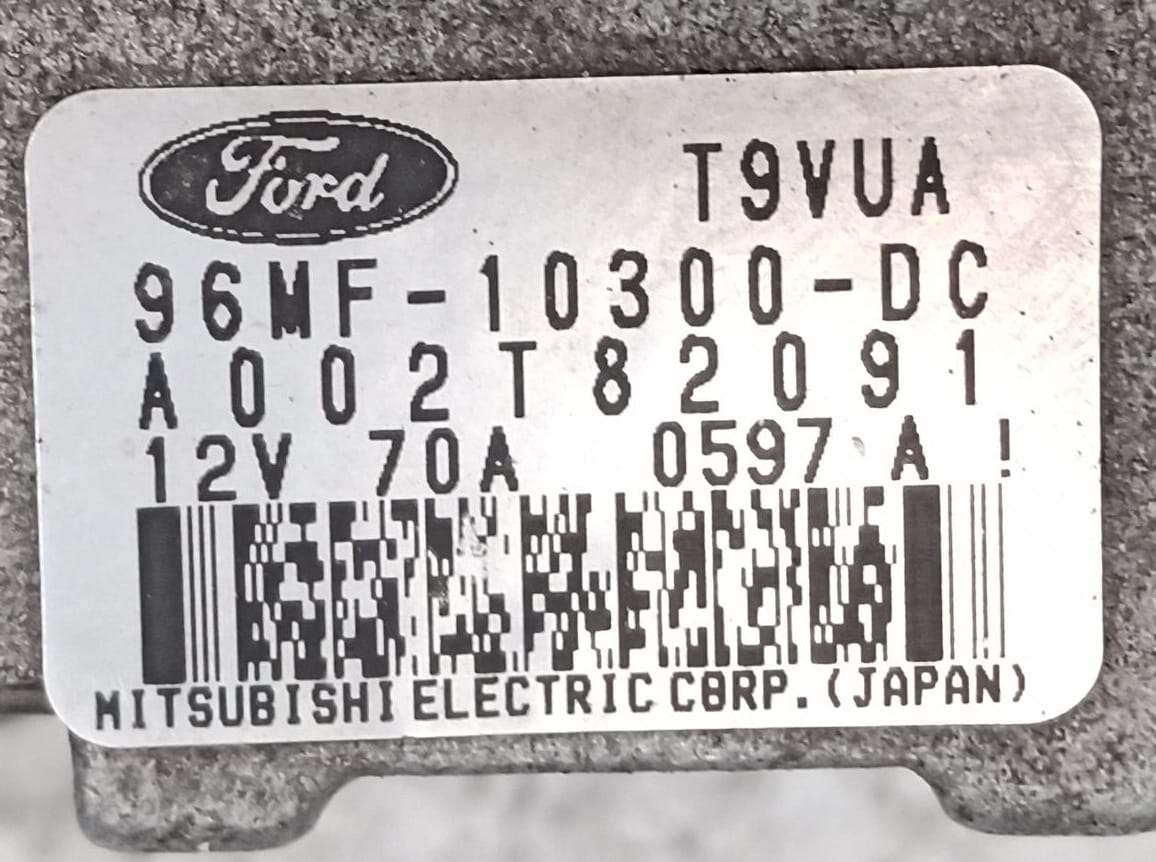 Ford T9VUA
96MF-10300-DC
A002T82091
12V 70A 0597 A !
MITSUBISHI ELECTRIC CORP. (JAPAN)